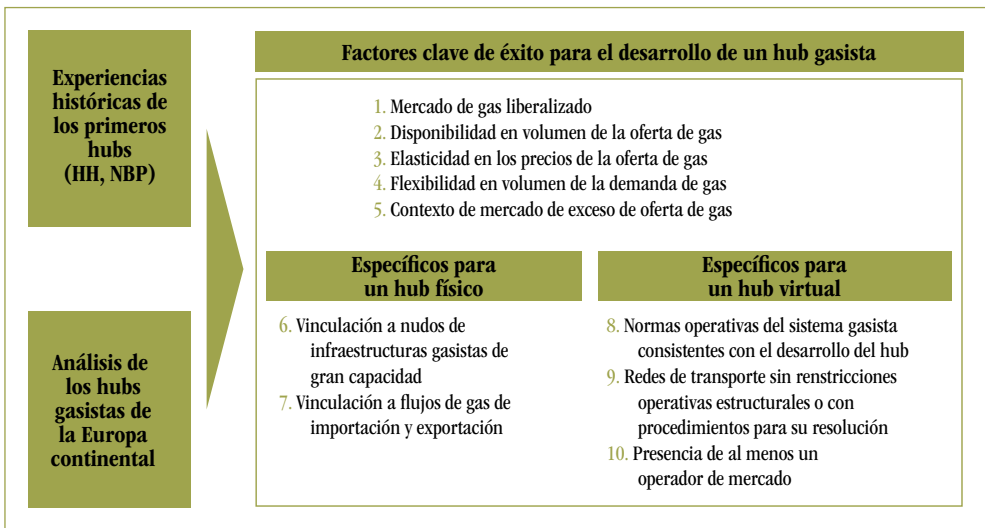 Experiencias
históricas de
los primeros
hubs
(HH, NBP)
Análisis de
los hubs
gasistas de
la Europa
continental
Factores clave de éxito para el desarrollo de un hub gasista
1. Mercado de gas liberalizado
2. Disponibilidad en volumen de la oferta de gas
3. Elasticidad en los precios de la oferta de gas
4. Flexibilidad en volumen de la demanda de gas
5. Contexto de mercado de exceso de oferta de gas
Específicos para
un hub físico
6. Vinculación a nudos de
infraestructuras gasistas de
gran capacidad
7. Vinculación a flujos de gas de
importación y exportación
Específicos para
un hub virtual
8. Normas operativas del sistema gasista
consistentes con el desarrollo del hub
9. Redes de transporte sin renstricciones
operativas estructurales o con
procedimientos para su resolución
10. Presencia de al menos un
operador de mercado